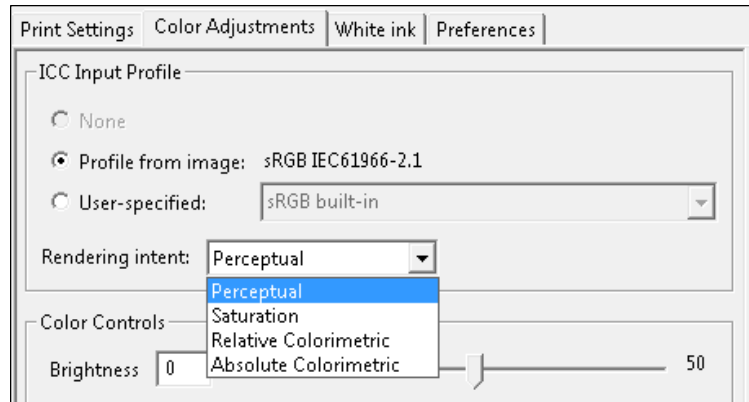 Print Settings Color Adjustments White ink Preferences
ICC Input Profile
None
Profile from image: sRGB IEC61966-2.1
User-specified: sRGB built-in
Rendering intent: Perceptual
Perceptual
Saturation
Relative Colorimetric
Absolute Colorimetric
Color Controls
Brightness 0 50